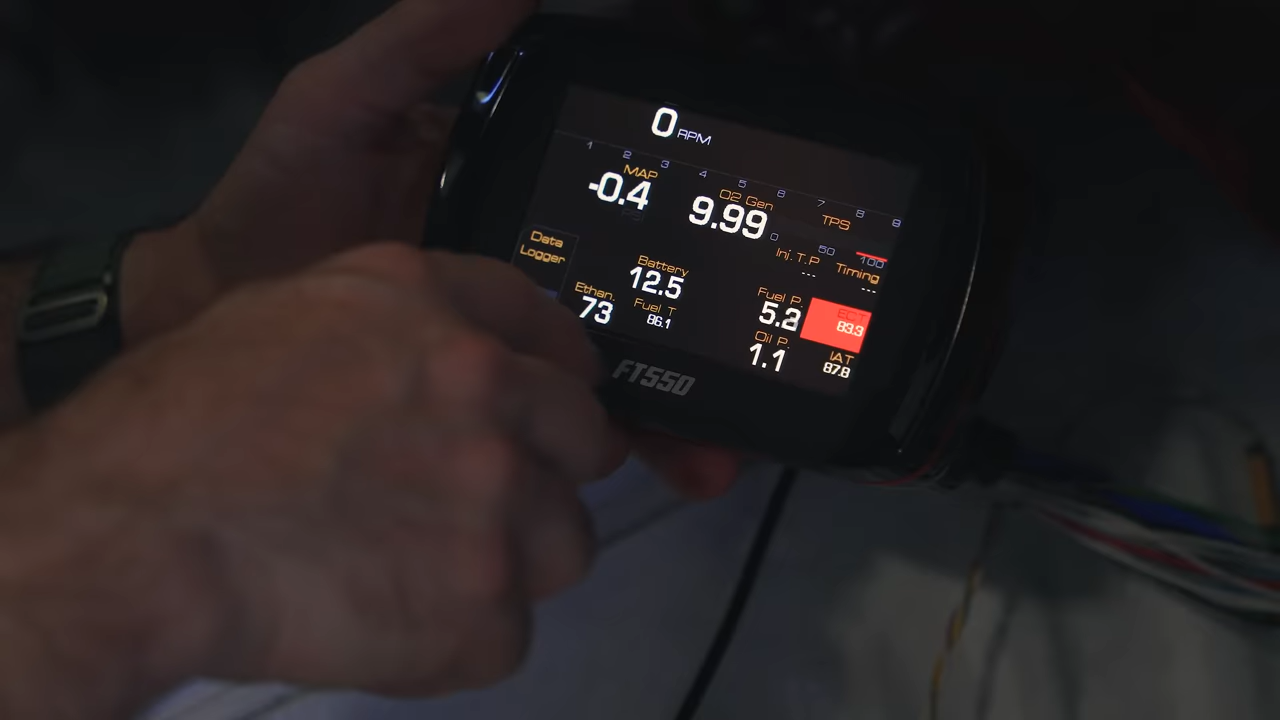 0 RPM
1 2 3 4 5 6 7 8 9
MAP
-0.4
O2 Gen
9.99
TPS
0 50 100
Data
Logger
Battery
12.5
Inj. T.P
---
Timing
---
Ethan.
73
Fuel T
86.1
Fuel P.
5.2
ECT
83.3
Oil P.
1.1
IAT
87.8
FT550